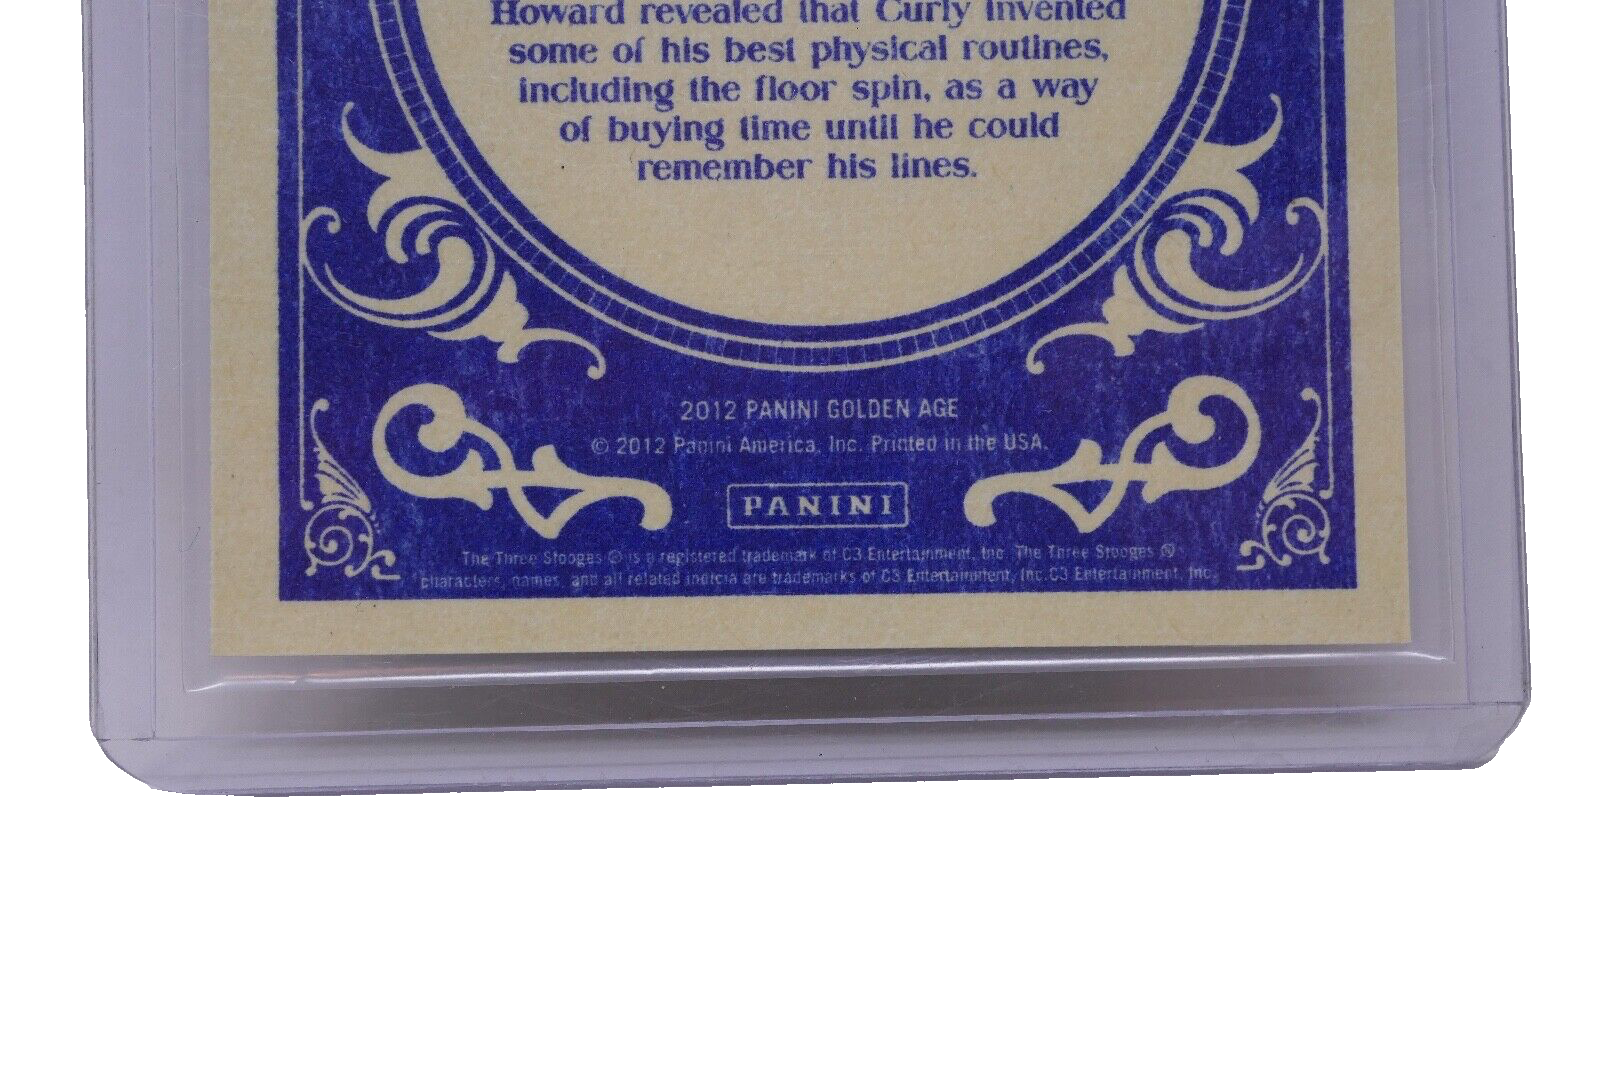 Howard revealed that Curly invented
some of his best physical routines,
including the floor spin, as a way
of buying time until he could
remember his lines.
2012 PANINI GOLDEN AGE
© 2012 Panini America, Inc. Printed in the USA.
PANINI
The Three Stooges ® is a registered trademark of C3 Entertainment, Inc. The Three Stooges ®
characters, names, and all related indicia are trademarks of C3 Entertainment, Inc.C3 Entertainment, Inc.